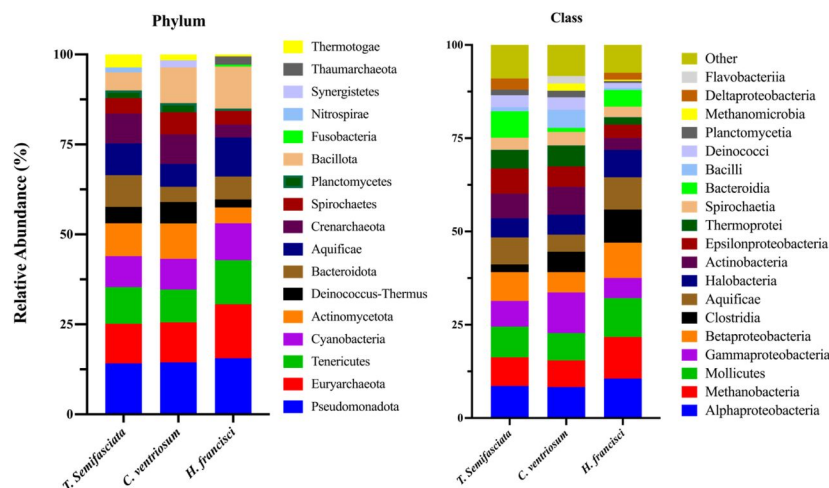 Phylum
Relative Abundance (%)
100
75
50
25
0
T. Semifasciata
C. ventriosum
H. francisci
Thermotogae
Thaumarchaeota
Synergistetes
Nitrospirae
Fusobacteria
Bacillota
Planctomycetes
Spirochaetes
Crenarchaeota
Aquificae
Bacteroidota
Deinococcus-Thermus
Actinomycetota
Cyanobacteria
Tenericutes
Euryarchaeota
Pseudomonadota
Class
100
75
50
25
0
T. Semifasciata
C. ventriosum
H. francisci
Other
Flavobacteriia
Deltaproteobacteria
Methanomicrobia
Planctomycetia
Deinococci
Bacilli
Bacteroidia
Spirochaetia
Thermoprotei
Epsilonproteobacteria
Actinobacteria
Halobacteria
Aquificae
Clostridia
Betaproteobacteria
Gammaproteobacteria
Mollicutes
Methanobacteria
Alphaproteobacteria